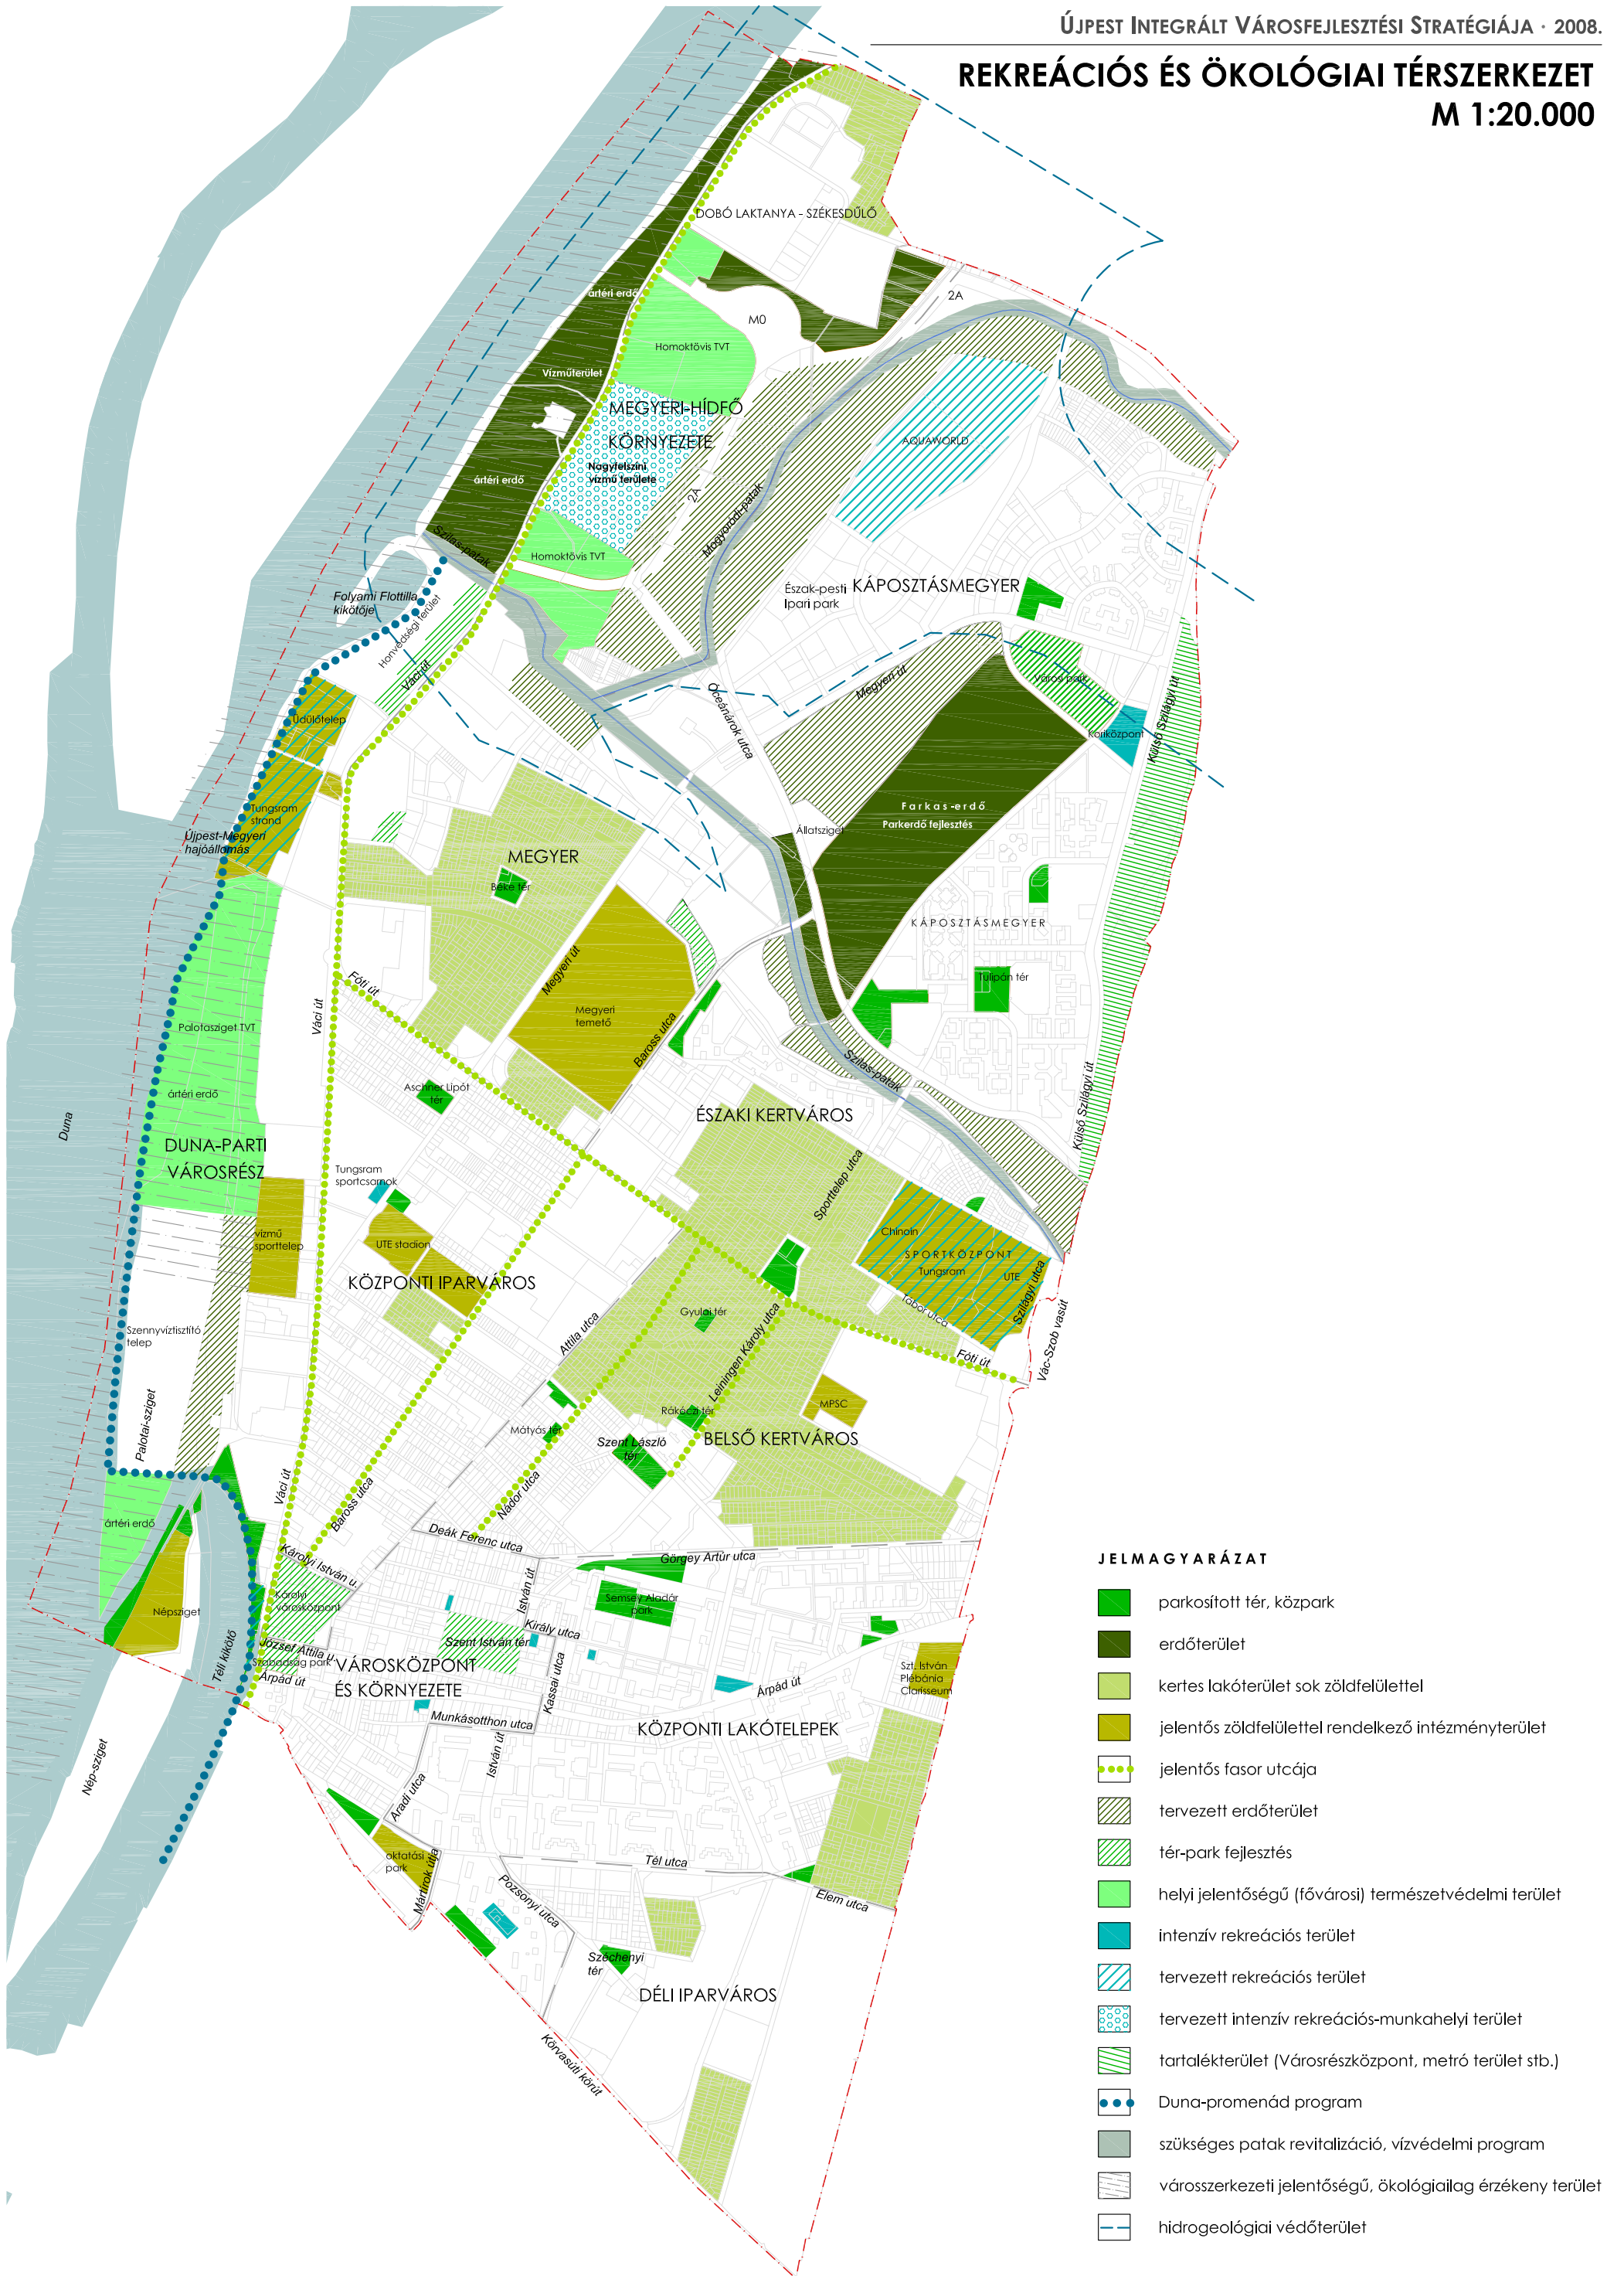 ÚJPEST INTEGRÁLT VÁROSFEJLESZTÉSI STRATÉGIÁJA · 2008.
REKREÁCIÓS ÉS ÖKOLÓGIAI TÉRSZERKEZET
M 1:20.000
DOBÓ LAKTANYA - SZÉKESDŰLŐ
2A
ártéri erdő
M0
Homoktövis TVT
Vízműterület
MEGYERI-HÍDFŐ
KÖRNYEZETE
AQUAWORLD
Nagyfelszíni
vízmű területe
ártéri erdő
2A
Mogyoródi-patak
Szilas-patak
Homoktövis TVT
Észak-pesti
Ipari park
KÁPOSZTÁSMEGYER
Folyami Flottilla
kikötője
Honvédségi terület
Váci út
Megyeri út
Városi park
Óceánárok utca
Külső Szilágyi út
Üdülőtelep
Koriközpont
Tungsram
strand
Farkas-erdő
Parkerdő fejlesztés
Állatsziget
Újpest-Megyeri
hajóállomás
MEGYER
Béke tér
KÁPOSZTÁSMEGYER
Megyeri út
Fóti út
Tulipán tér
Váci út
Palotasziget TVT
Megyeri
temető
Baross utca
Szilas-patak
Aschner Lipót
tér
ártéri erdő
Külső Szilágyi út
Duna
ÉSZAKI KERTVÁROS
DUNA-PARTI
VÁROSRÉSZ
Tungsram
sportcsarnok
Sporttelep utca
vízmű
sporttelep
UTE stadion
Chinoin
SPORTKÖZPONT
Tungsram
UTE
KÖZPONTI IPARVÁROS
Szilágyi utca
Tábor utca
Gyulai tér
Szennyvíztisztító
telep
Attila utca
Leiningen Károly utca
Fóti út
Vác-Szob vasút
Palotai-sziget
MPSC
Rákóczi tér
Mátyás tér
Szent László
tér
BELSŐ KERTVÁROS
Váci út
Baross utca
Nádor utca
ártéri erdő
Deák Ferenc utca
Görgey Artúr utca
Károlyi István u.
Károlyi
városközpont
István út
Semsey Aladár
park
Népsziget
Király utca
Szent István tér
József Attila u.
Szabadság park
Árpád út
Téli kikötő
VÁROSKÖZPONT
ÉS KÖRNYEZETE
Kassai utca
Árpád út
Szt. István
Plébánia
Clarisseum
Munkásotthon utca
KÖZPONTI LAKÓTELEPEK
István út
Nép-sziget
Aradi utca
oktatási
park
Mártírok útja
Tél utca
Pozsonyi utca
Elem utca
Széchenyi
tér
DÉLI IPARVÁROS
Körvasúti körút
JELMAGYARÁZAT
parkosított tér, közpark
erdőterület
kertes lakóterület sok zöldfelülettel
jelentős zöldfelülettel rendelkező intézményterület
jelentős fasor utcája
tervezett erdőterület
tér-park fejlesztés
helyi jelentőségű (fővárosi) természetvédelmi terület
intenzív rekreációs terület
tervezett rekreációs terület
tervezett intenzív rekreációs-munkahelyi terület
tartalékterület (Városrészközpont, metró terület stb.)
Duna-promenád program
szükséges patak revitalizáció, vízvédelmi program
városszerkezeti jelentőségű, ökológiailag érzékeny terület
hidrogeológiai védőterület